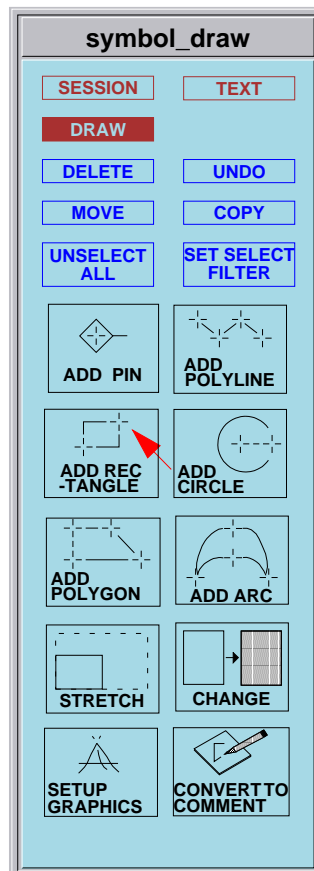 symbol_draw
SESSION TEXT
DRAW
DELETE UNDO
MOVE COPY
UNSELECT
ALL
SET SELECT
FILTER
ADD PIN
ADD
POLYLINE
ADD REC
-TANGLE
ADD
CIRCLE
ADD
POLYGON
ADD ARC
STRETCH
CHANGE
SETUP
GRAPHICS
CONVERT TO
COMMENT